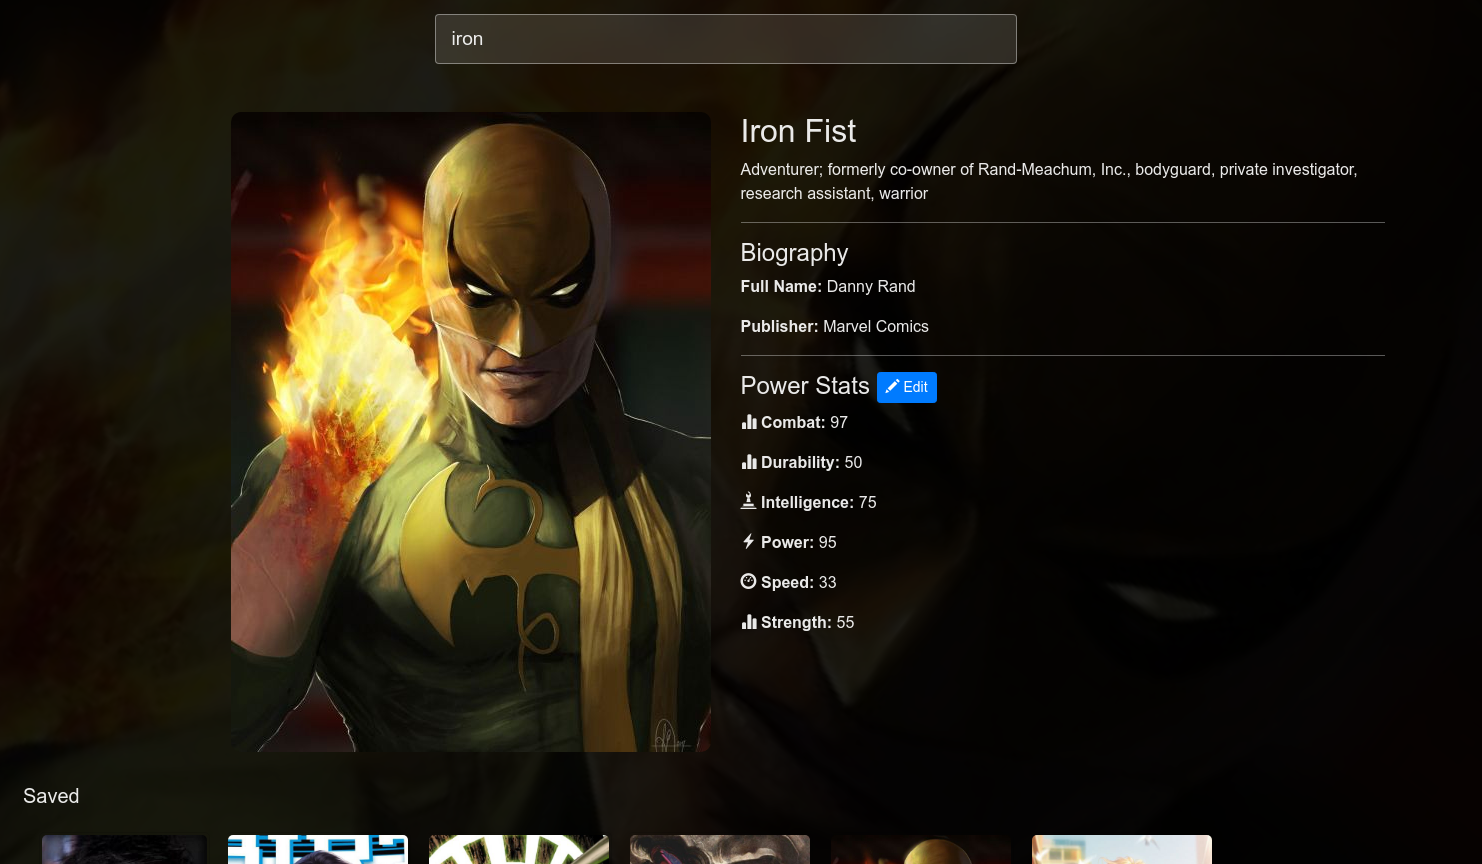 iron
Iron Fist
Adventurer; formerly co-owner of Rand-Meachum, Inc., bodyguard, private investigator,
research assistant, warrior
Biography
Full Name: Danny Rand
Publisher: Marvel Comics
Power Stats Edit
Combat: 97
Durability: 50
Intelligence: 75
Power: 95
Speed: 33
Strength: 55
Saved